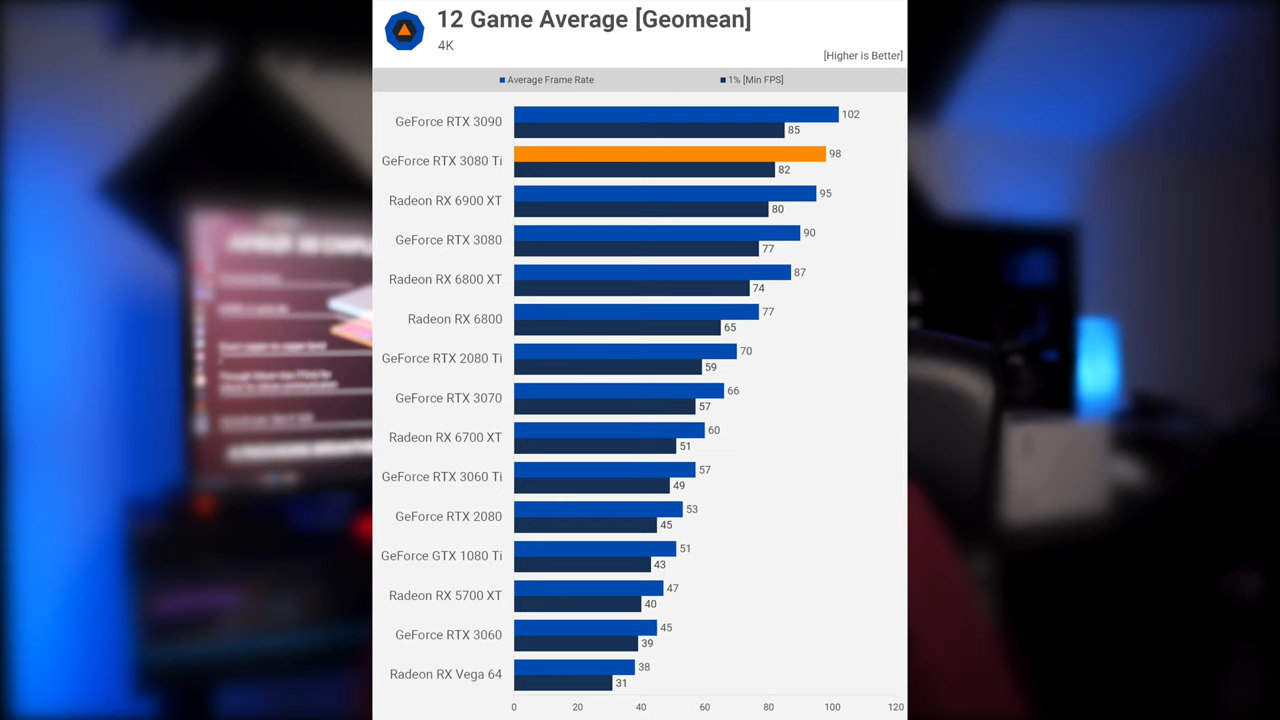 12 Game Average [Geomean]
4K
[Higher is Better]
Average Frame Rate 1% [Min FPS]
GeForce RTX 3090 102 85
GeForce RTX 3080 Ti 98 82
Radeon RX 6900 XT 95 80
GeForce RTX 3080 90 77
Radeon RX 6800 XT 87 74
Radeon RX 6800 77 65
GeForce RTX 2080 Ti 70 59
GeForce RTX 3070 66 57
Radeon RX 6700 XT 60 51
GeForce RTX 3060 Ti 57 49
GeForce RTX 2080 53 45
GeForce GTX 1080 Ti 51 43
Radeon RX 5700 XT 47 40
GeForce RTX 3060 45 39
Radeon RX Vega 64 38 31
0 20 40 60 80 100 120